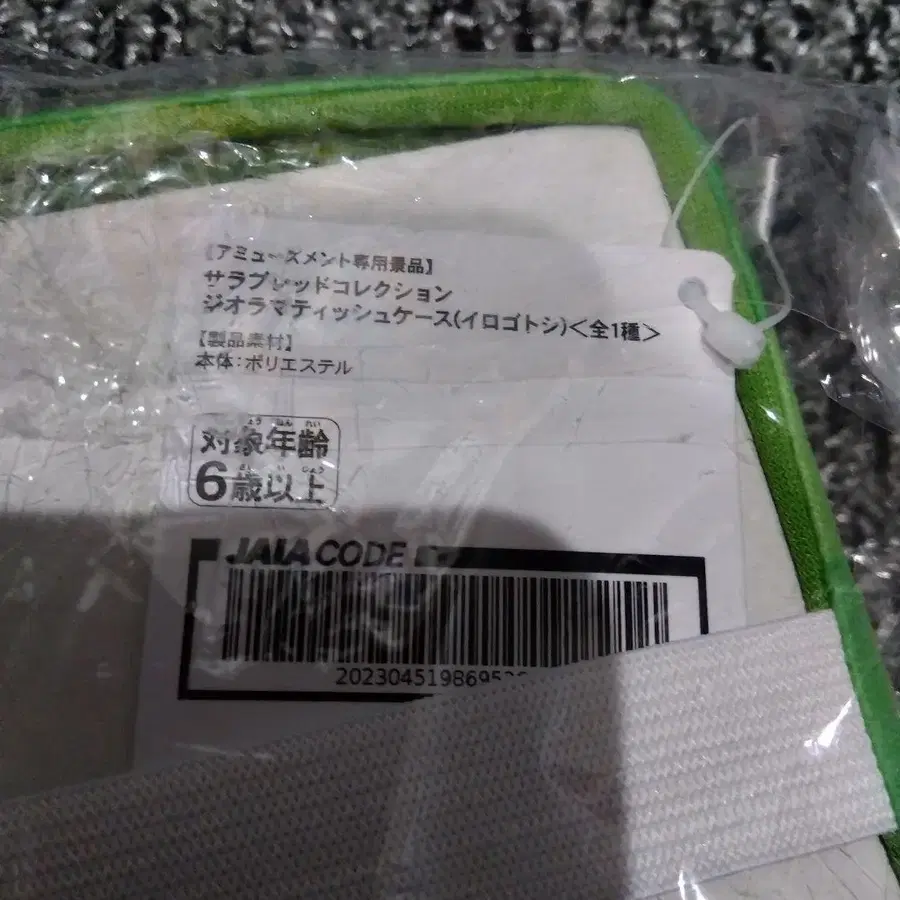 【アミューズメント専用景品】
サラブレッドコレクション
ジオラマティッシュケース(イロゴトシ)<全1種>
【製品素材】
本体:ポリエステル
対象年齢
6歳以上
JAIA CODE
2023045198695